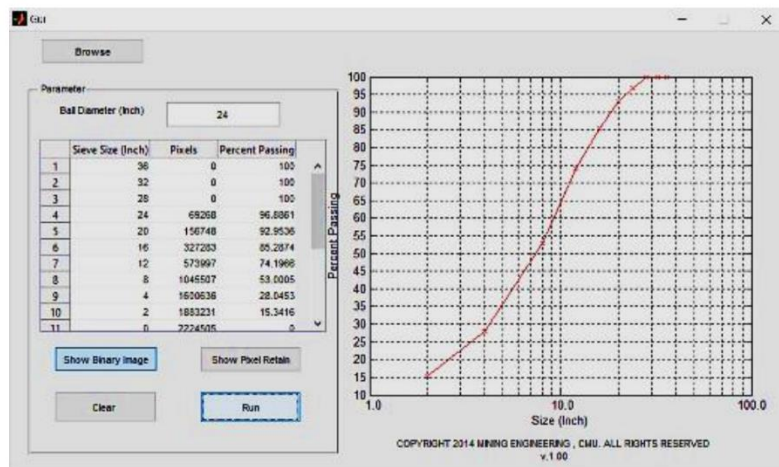 Gui
Browse
Parameter
Ball Diameter (Inch)
24
Sieve Size (Inch) Pixels Percent Passing
1 36 0 100
2 32 0 100
3 28 0 100
4 24 69268 96.8861
5 20 156748 92.9536
6 16 327283 85.2874
7 12 573997 74.1966
8 8 1045507 53.0005
9 4 1600636 28.0453
10 2 1883231 15.3416
11 0 2224505 0
Show Binary Image
Show Pixel Retain
Clear
Run
Percent Passing
100
95
90
85
80
75
70
65
60
55
50
45
40
35
30
25
20
15
10
1.0 10.0 100.0
Size (Inch)
COPYRIGHT 2014 MINING ENGINEERING , CMU. ALL RIGHTS RESERVED
v.1.00